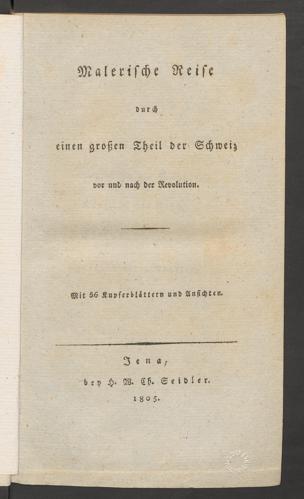 Malerische Reise
durch
einen großen Theil der Schweiz
vor und nach der Revolution.
Mit 56 Kupferblättern und Ansichten.
Jena,
bey H. W. Ch. Seidler.
1805.